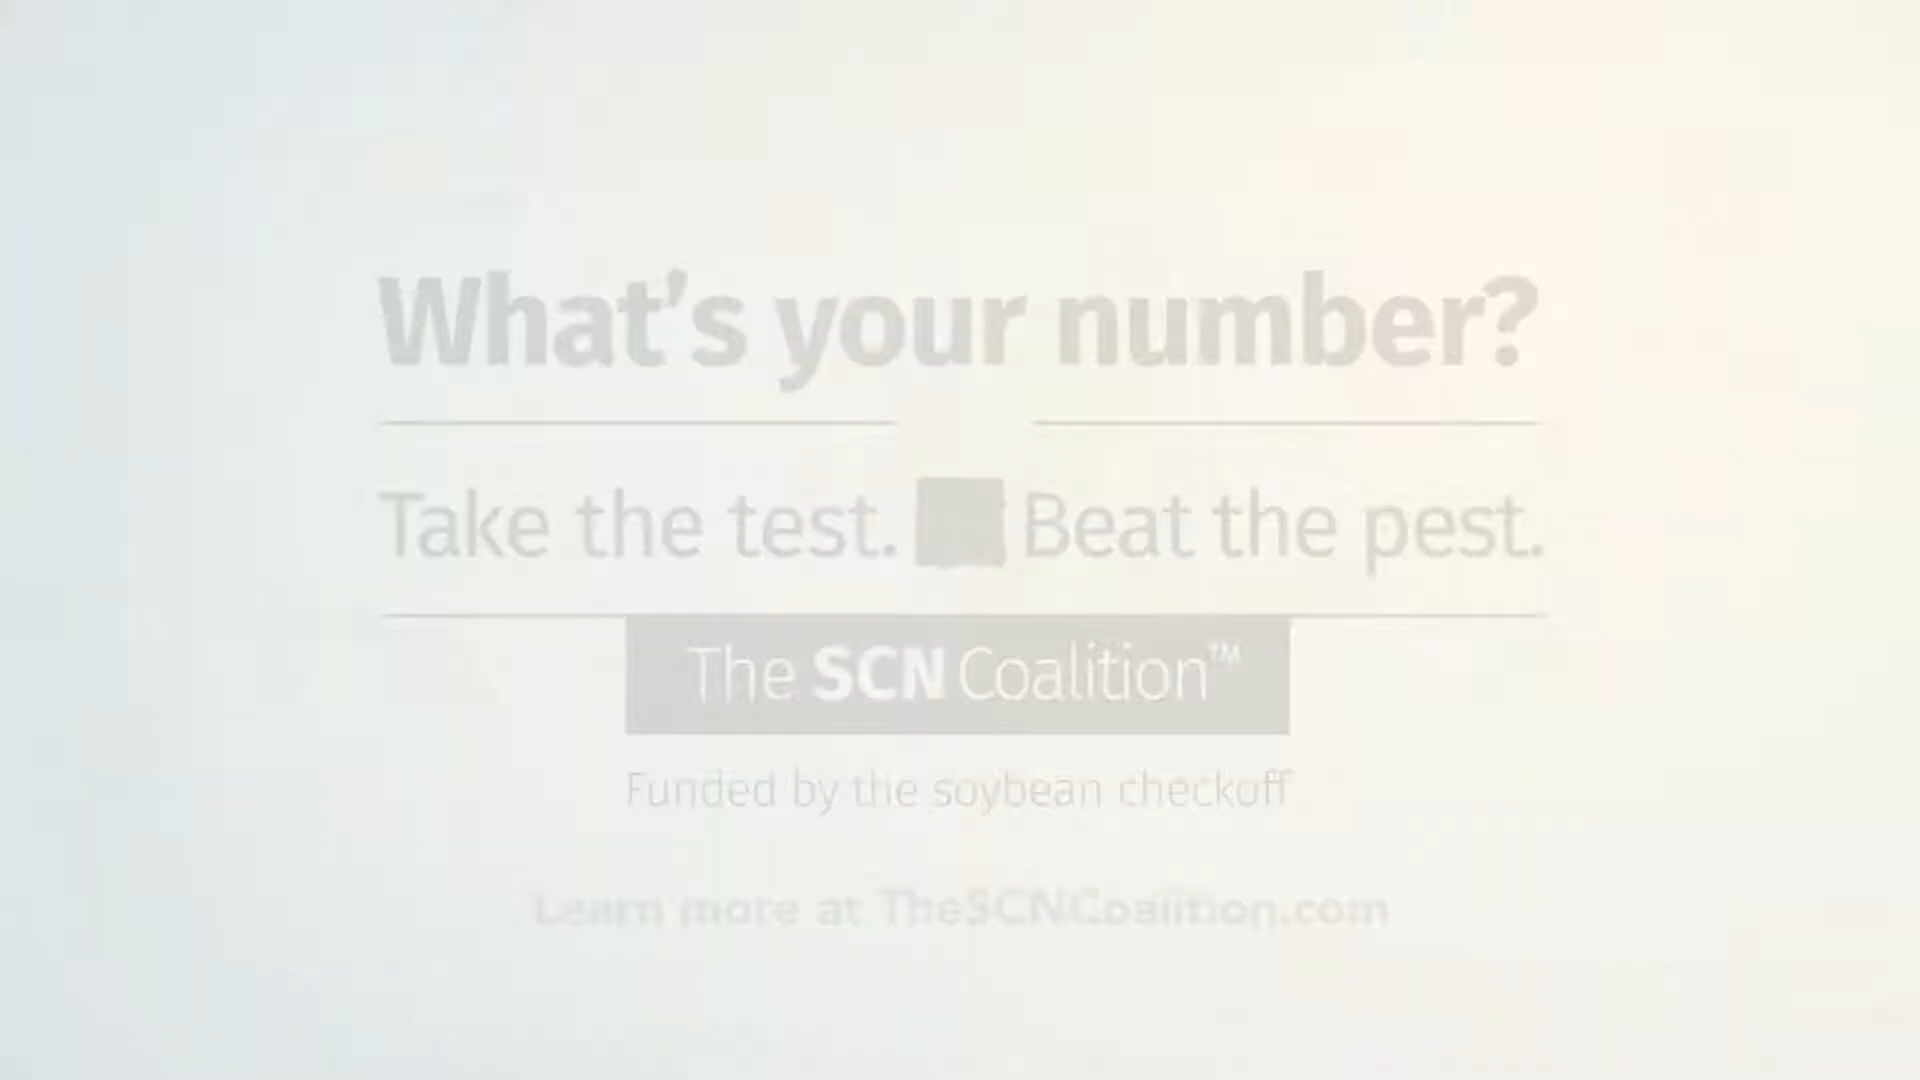 What's your number?
Take the test. Beat the pest.
The SCN Coalition™
Funded by the soybean checkoff
Learn more at TheSCNCoalition.com